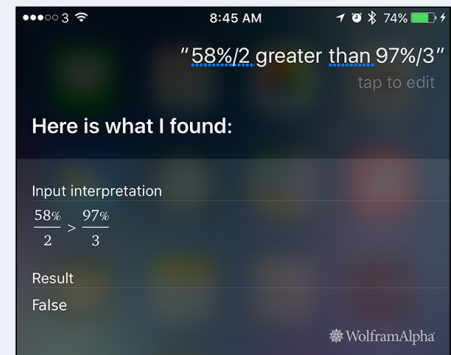 3 8:45 AM 74%
"58%/2 greater than 97%/3"
tap to edit
Here is what I found:
Input interpretation
58% > 97%
2 3
Result
False
WolframAlpha